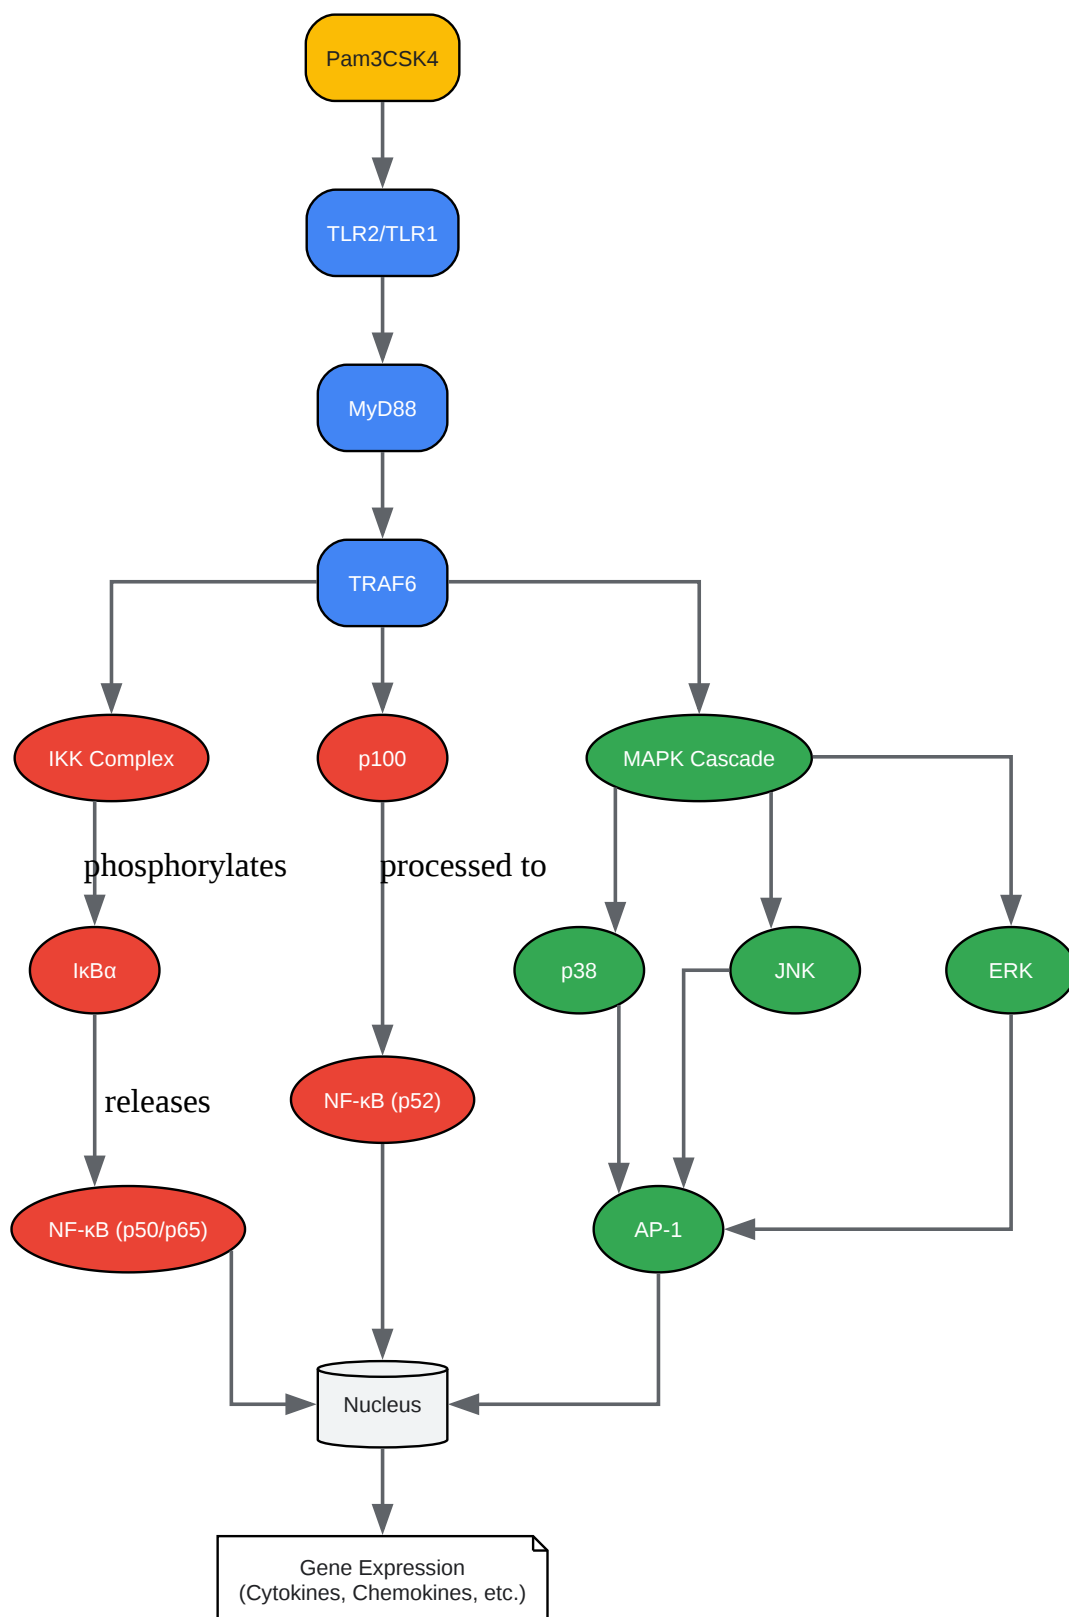 Pam3CSK4
TLR2/TLR1
MyD88
TRAF6
IKK Complex
p100
MAPK Cascade
phosphorylates
processed to
IκBα
p38
JNK
ERK
releases
NF-κB (p52)
NF-κB (p50/p65)
AP-1
Nucleus
Gene Expression
(Cytokines, Chemokines, etc.)